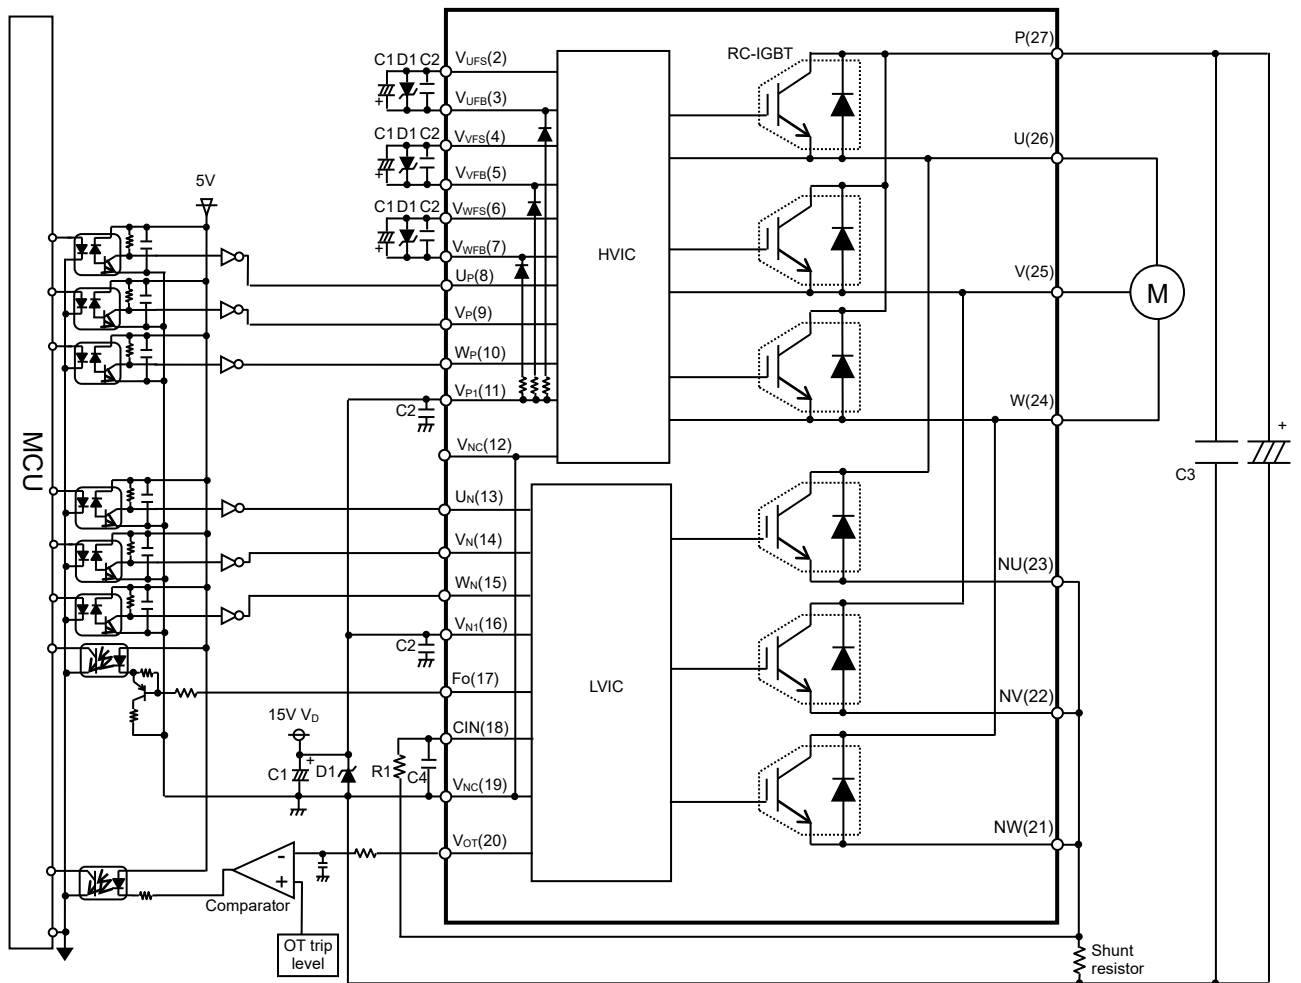 P(27)
RC-IGBT
C1 D1 C2
VUFS(2)
VUFB(3)
U(26)
C1 D1 C2
VVFS(4)
VVFB(5)
5V
C1 D1 C2
VWFS(6)
VWFB(7)
HVIC
UP(8)
V(25)
M
VP(9)
WP(10)
VP1(11)
C2
W(24)
+
+
+
+
MCU
VNC(12)
C3
UN(13)
VN(14)
NU(23)
WN(15)
VN1(16)
C2
Fo(17)
LVIC
NV(22)
15V VD
CIN(18)
+
C1
D1
R1
C4
VNC(19)
NW(21)
VOT(20)
-
+
Comparator
OT trip
level
Shunt
resistor